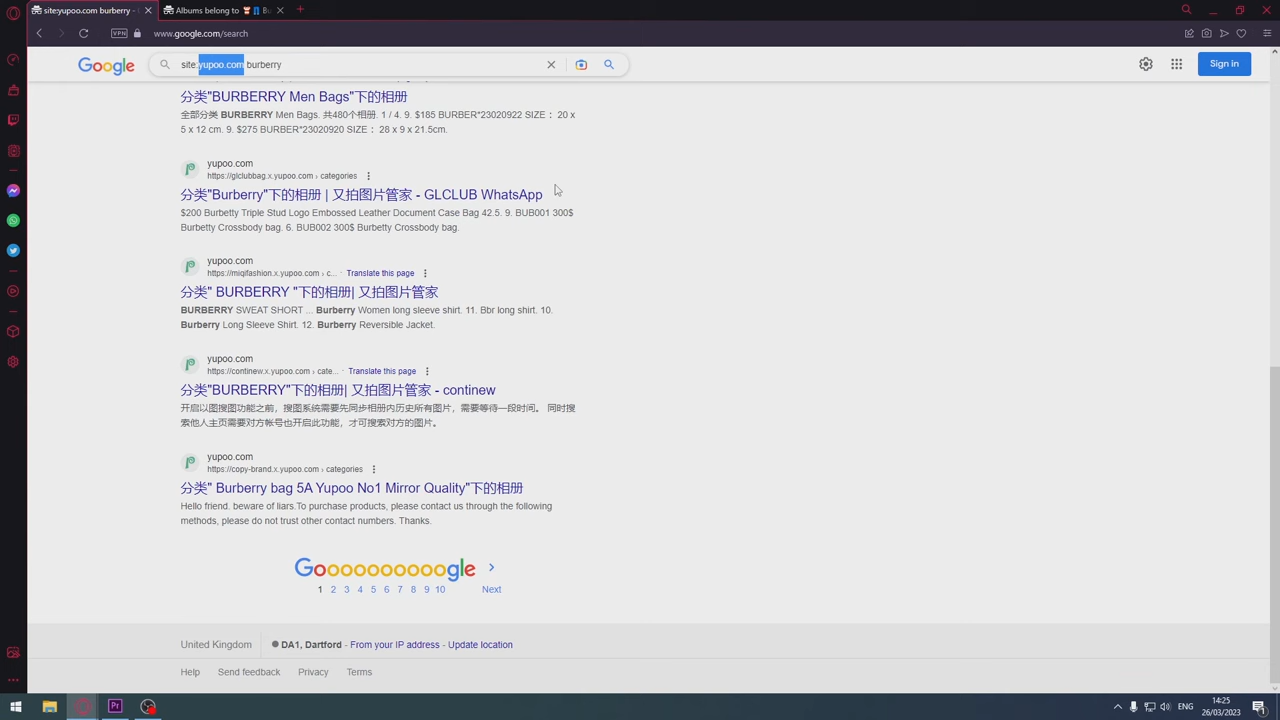 site:yupoo.com burberry -
Albums belong to
Bu
VPN
www.google.com/search
Google
site:yupoo.com burberry
Sign in
分类"BURBERRY Men Bags"下的相册
全部分类 BURBERRY Men Bags. 共480个相册. 1 / 4. 9. $185 BURBER*23020922 SIZE： 20 x
5 x 12 cm. 9. $275 BURBER*23020920 SIZE： 28 x 9 x 21.5cm.
yupoo.com
https://glclubbag.x.yupoo.com › categories
分类"Burberry"下的相册 | 又拍图片管家 - GLCLUB WhatsApp
$200 Burbetty Triple Stud Logo Embossed Leather Document Case Bag 42.5. 9. BUB001 300$
Burbetty Crossbody bag. 6. BUB002 300$ Burbetty Crossbody bag.
yupoo.com
https://miqifashion.x.yupoo.com › c... · Translate this page
分类" BURBERRY "下的相册| 又拍图片管家
BURBERRY SWEAT SHORT ... Burberry Women long sleeve shirt. 11. Bbr long shirt. 10.
Burberry Long Sleeve Shirt. 12. Burberry Reversible Jacket.
yupoo.com
https://continew.x.yupoo.com › cate... · Translate this page
分类"BURBERRY"下的相册| 又拍图片管家 - continew
开启以图搜图功能之前，搜图系统需要先同步相册内历史所有图片，需要等待一段时间。 同时搜
索他人主页需要对方帐号也开启此功能，才可搜索对方的图片。
yupoo.com
https://copy-brand.x.yupoo.com › categories
分类" Burberry bag 5A Yupoo No1 Mirror Quality"下的相册
Hello friend. beware of liars.To purchase products, please contact us through the following
methods, please do not trust other contact numbers. Thanks.
Goooooooooogle
1 2 3 4 5 6 7 8 9 10 Next
United Kingdom
DA1, Dartford - From your IP address - Update location
Help Send feedback Privacy Terms
Pr
ENG
14:25
26/03/2023
1